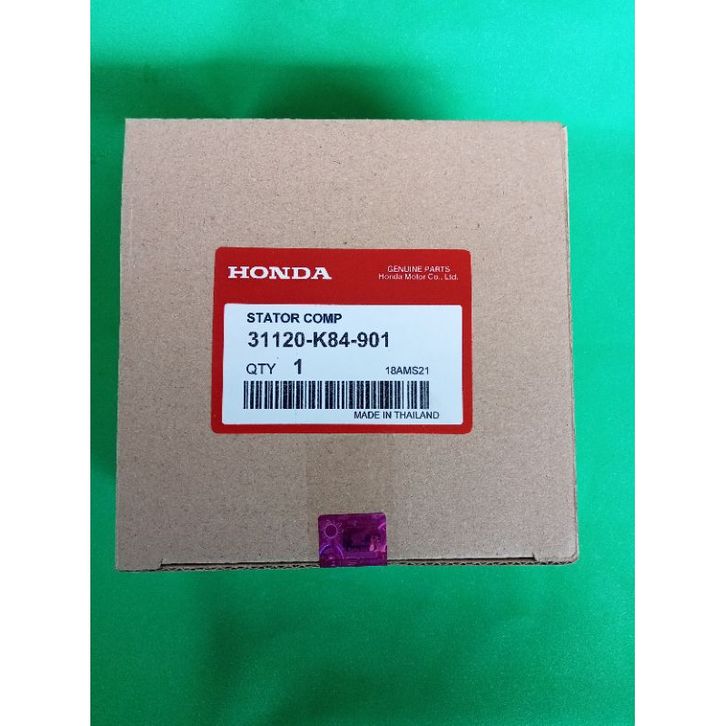 HONDA
GENUINE PARTS
Honda Motor Co., Ltd.
STATOR COMP
31120-K84-901
QTY 1
18AMS21
MADE IN THAILAND